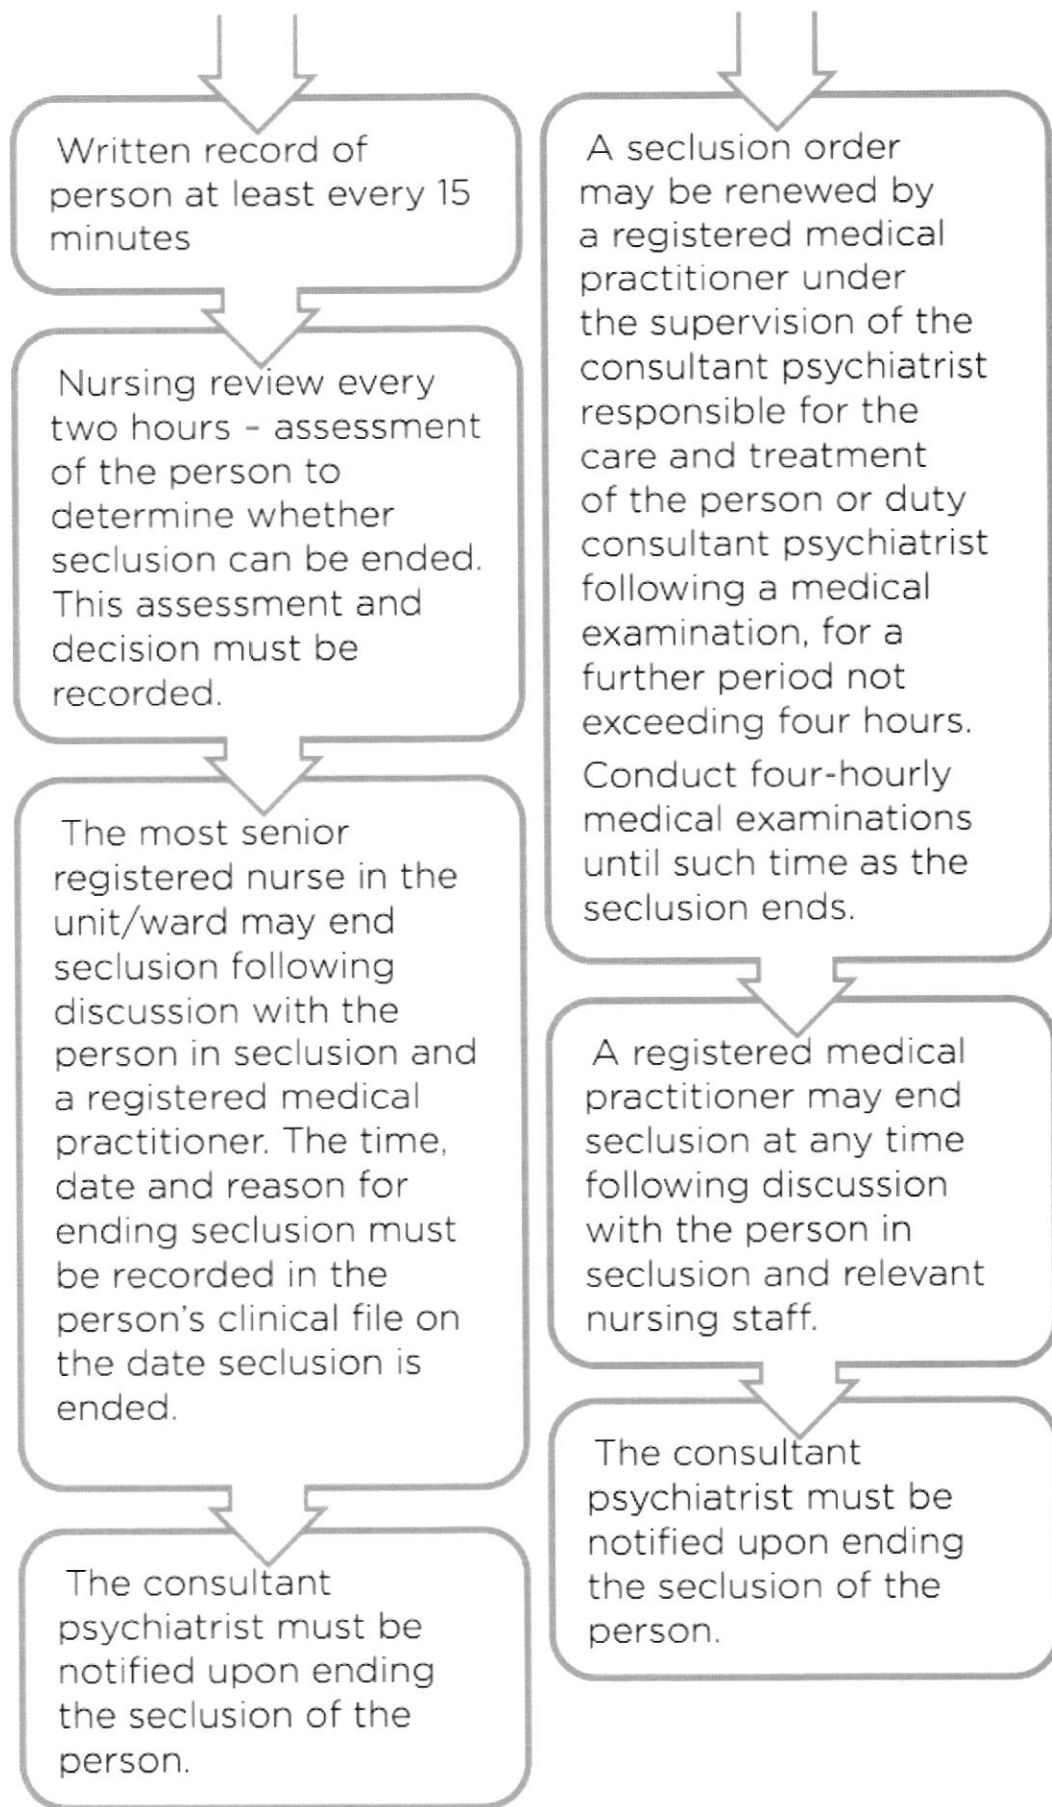 Written record of
person at least every 15
minutes
Nursing review every
two hours – assessment
of the person to
determine whether
seclusion can be ended.
This assessment and
decision must be
recorded.
The most senior
registered nurse in the
unit/ward may end
seclusion following
discussion with the
person in seclusion and
a registered medical
practitioner. The time,
date and reason for
ending seclusion must
be recorded in the
person's clinical file on
the date seclusion is
ended.
The consultant
psychiatrist must be
notified upon ending
the seclusion of the
person.
A seclusion order
may be renewed by
a registered medical
practitioner under
the supervision of the
consultant psychiatrist
responsible for the
care and treatment
of the person or duty
consultant psychiatrist
following a medical
examination, for a
further period not
exceeding four hours.
Conduct four-hourly
medical examinations
until such time as the
seclusion ends.
A registered medical
practitioner may end
seclusion at any time
following discussion
with the person in
seclusion and relevant
nursing staff.
The consultant
psychiatrist must be
notified upon ending
the seclusion of the
person.